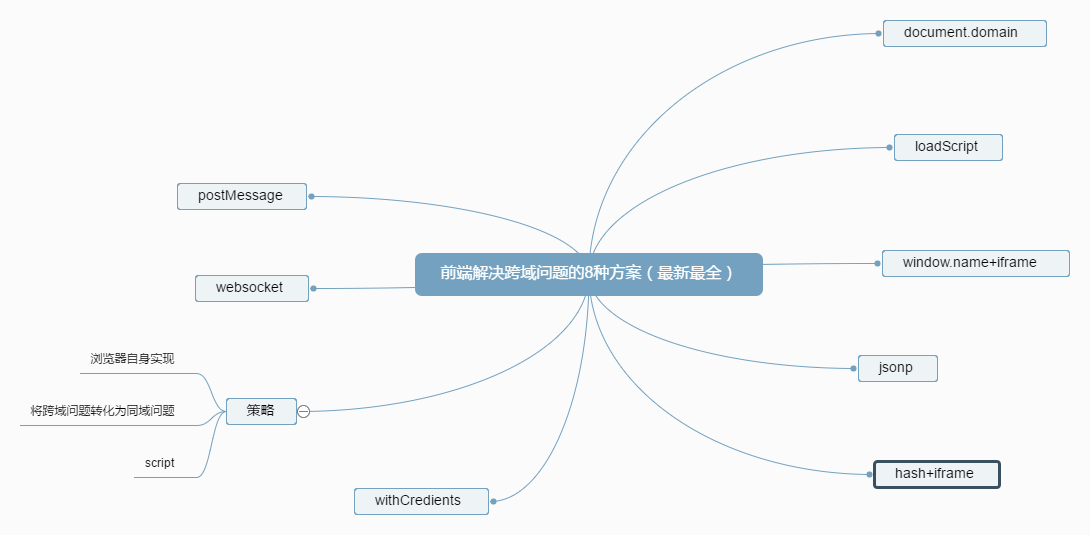 document.domain
loadScript
postMessage
前端解决跨域问题的8种方案（最新最全）
window.name+iframe
websocket
浏览器自身实现
jsonp
将跨域问题转化为同域问题
策略
script
hash+iframe
withCredients